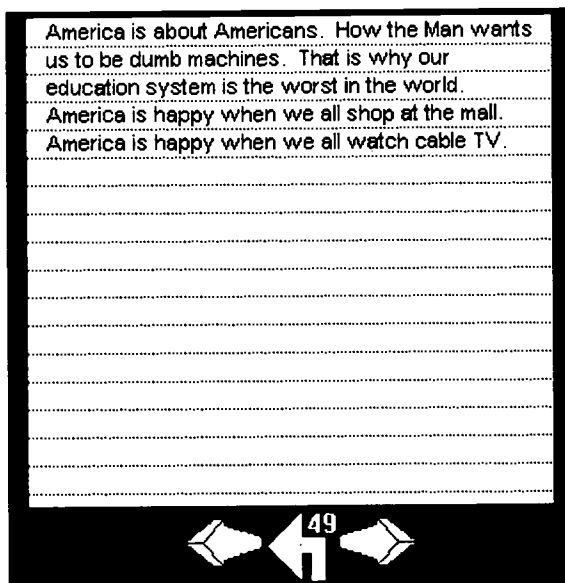 America is about Americans. How the Man wants
us to be dumb machines. That is why our
education system is the worst in the world.
America is happy when we all shop at the mall.
America is happy when we all watch cable TV.
49